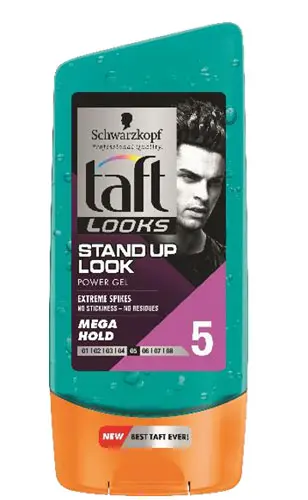 Schwarzkopf
Professional Quality.
taft
LOOKS
STAND UP
LOOK
POWER GEL
EXTREME SPIKES
NO STICKINESS – NO RESIDUES
MEGA
HOLD
5
01|02|03|04 05 06|07|08
NEW BEST TAFT EVER!